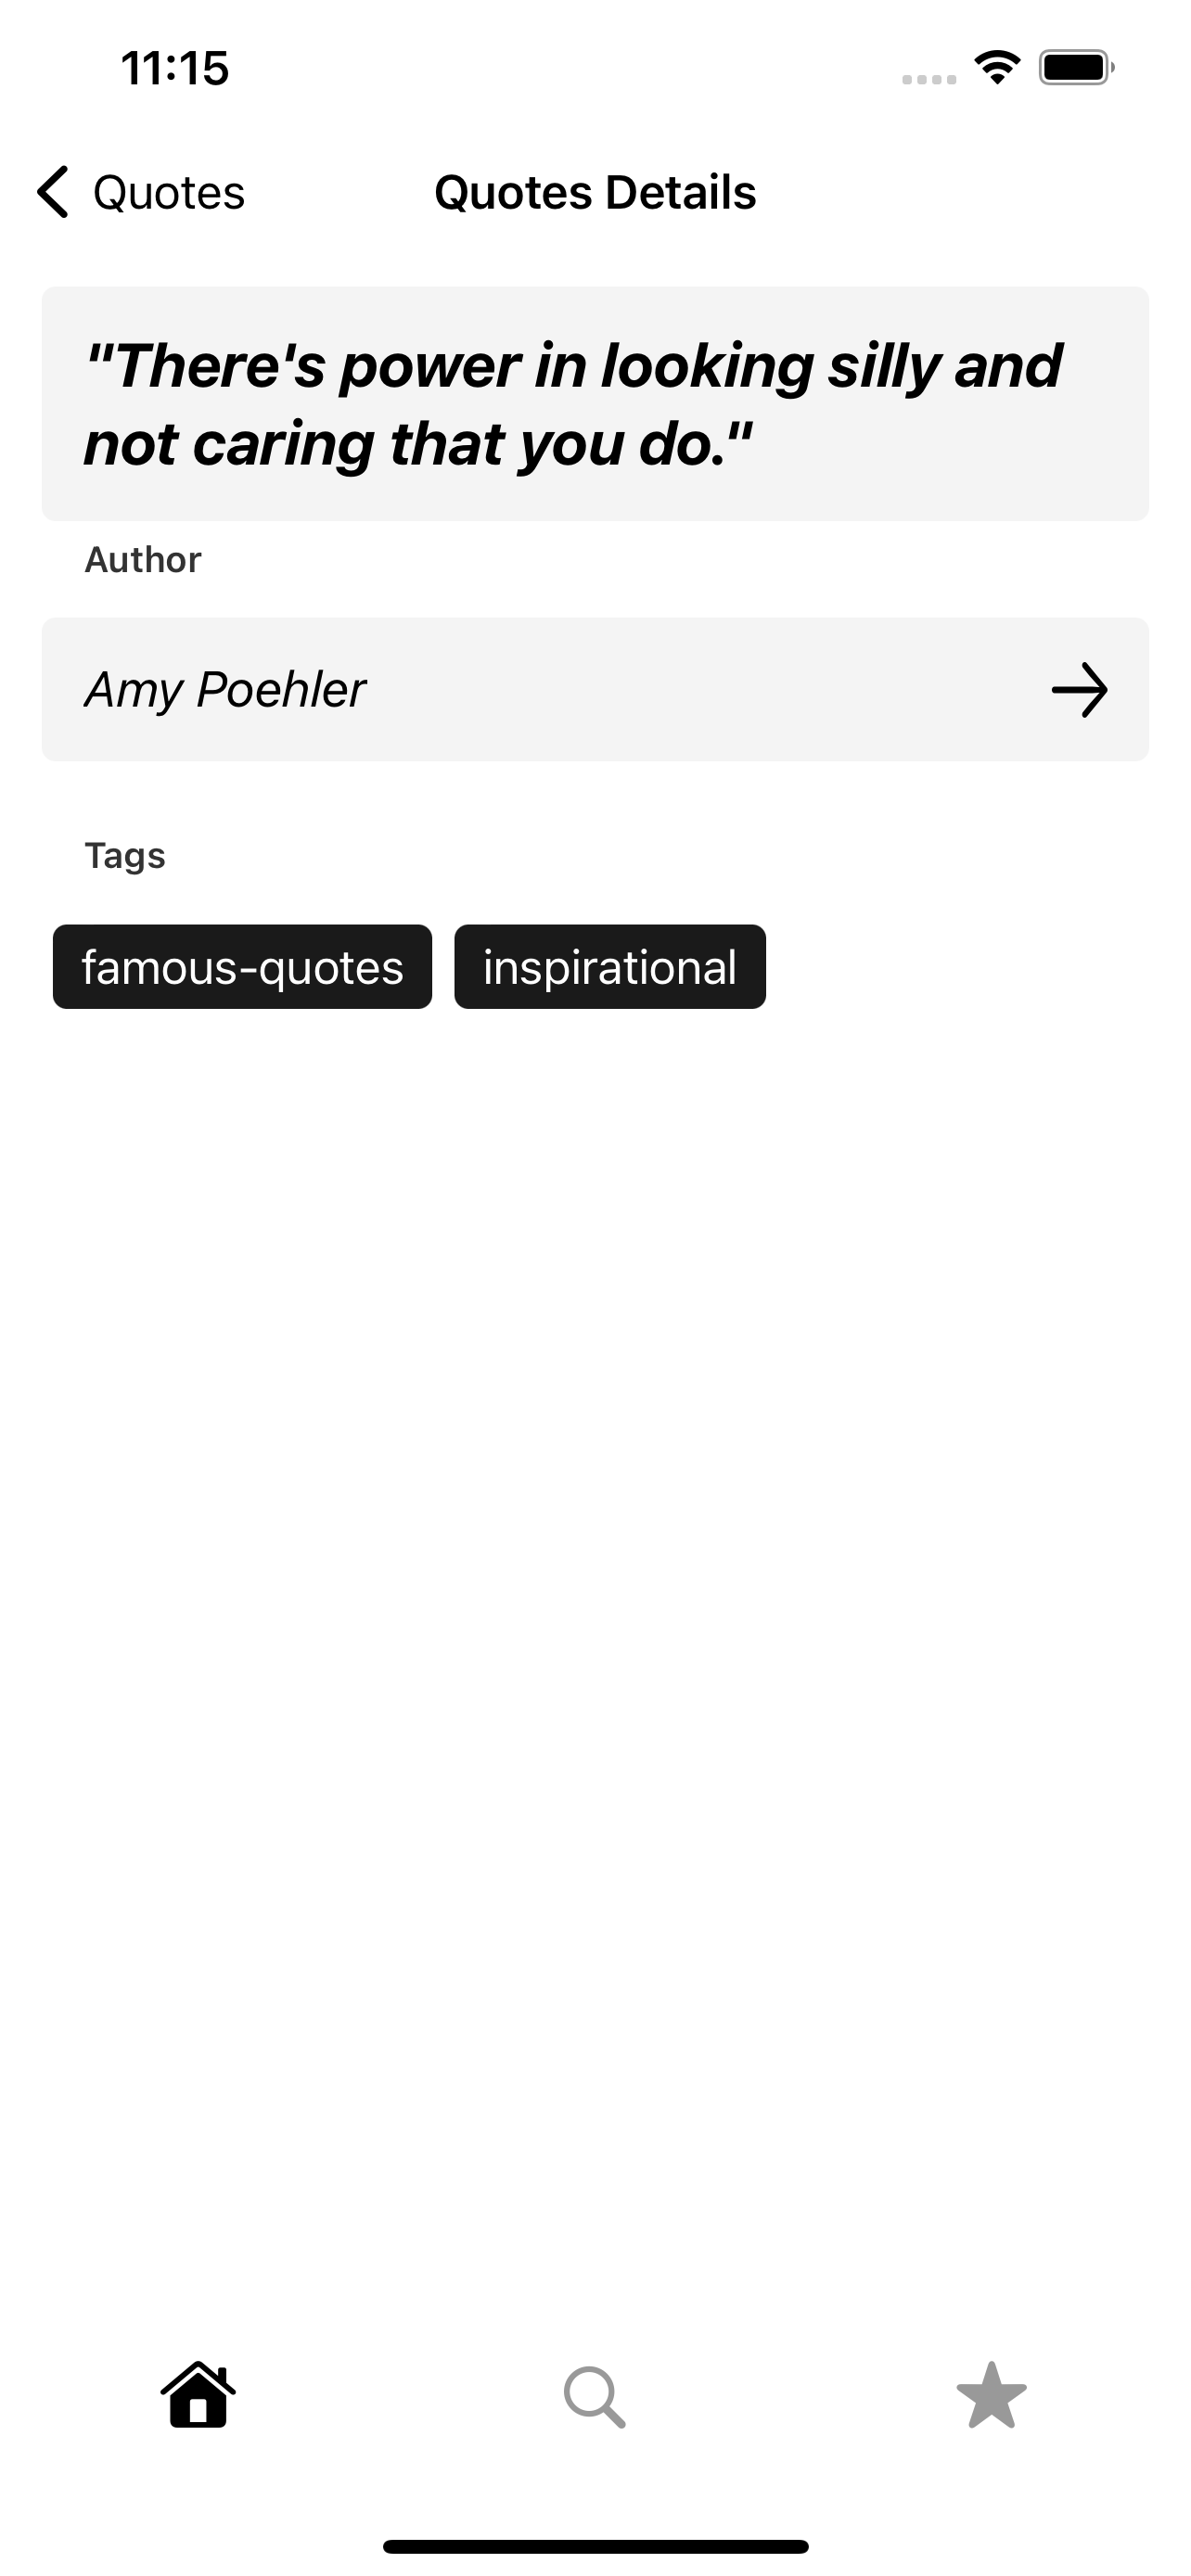 11:15
Quotes
Quotes Details
"There's power in looking silly and
not caring that you do."
Author
Amy Poehler
Tags
famous-quotes
inspirational